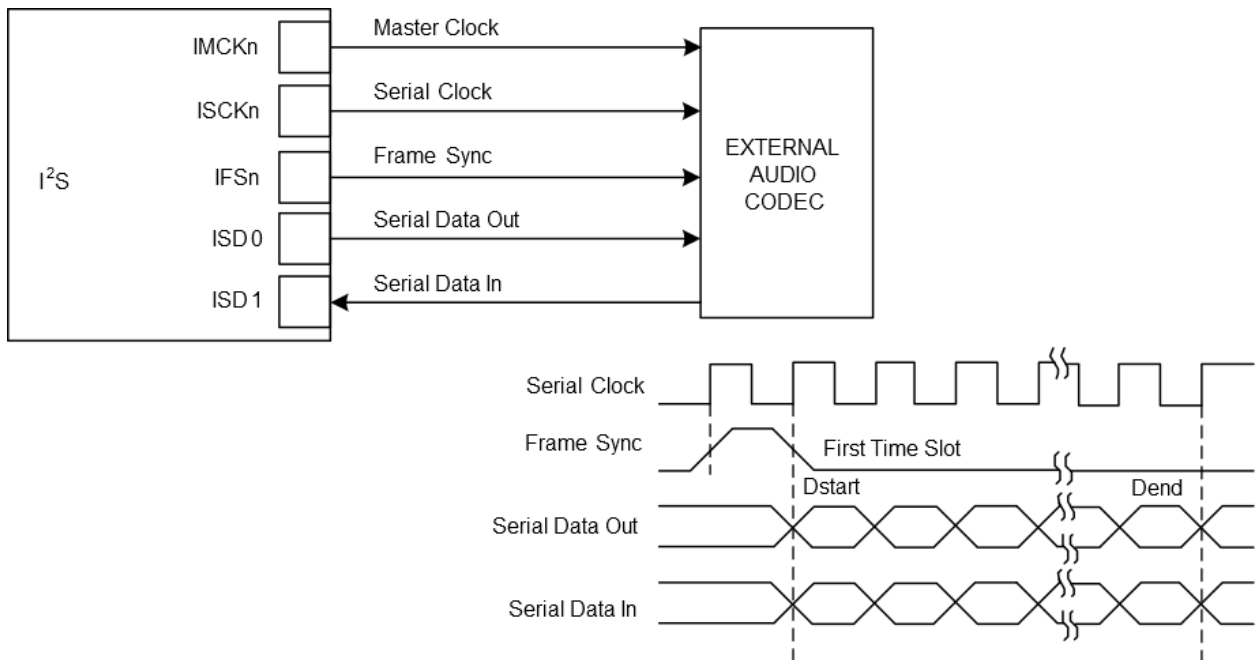 IMCKn
Master Clock
ISCKn
Serial Clock
I²S
IFSn
Frame Sync
EXTERNAL
AUDIO
CODEC
ISD0
Serial Data Out
ISD1
Serial Data In
Serial Clock
Frame Sync
First Time Slot
Dstart
Dend
Serial Data Out
Serial Data In